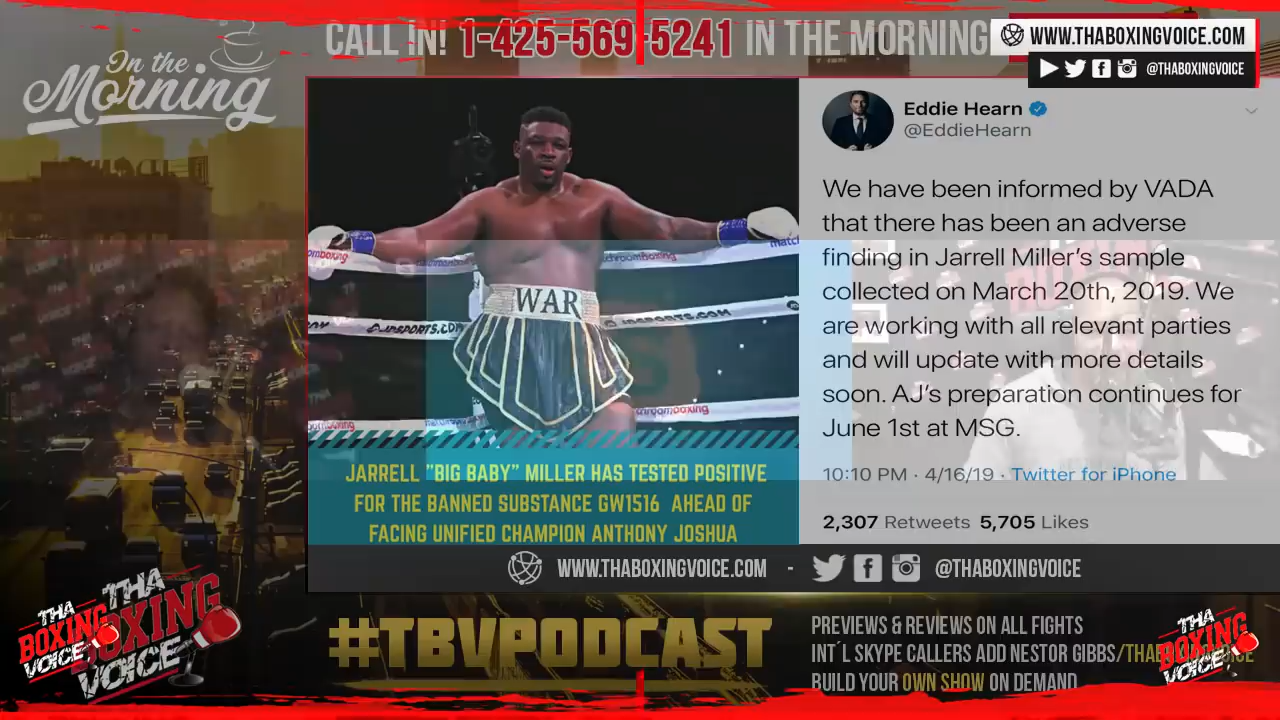 In the
Morning
CALL IN! 1-425-569-5241 IN THE MORNING
WWW.THABOXINGVOICE.COM
@THABOXINGVOICE
Eddie Hearn
@EddieHearn
We have been informed by VADA
that there has been an adverse
finding in Jarrell Miller's sample
collected on March 20th, 2019. We
are working with all relevant parties
and will update with more details
soon. AJ's preparation continues for
June 1st at MSG.
10:10 PM · 4/16/19 · Twitter for iPhone
2,307 Retweets 5,705 Likes
WAR
JDSPORTS.COM
JARRELL "BIG BABY" MILLER HAS TESTED POSITIVE
FOR THE BANNED SUBSTANCE GW1516 AHEAD OF
FACING UNIFIED CHAMPION ANTHONY JOSHUA
WWW.THABOXINGVOICE.COM - @THABOXINGVOICE
THA
BOXING
VOICE
THA
BOXING
VOICE
#TBVPODCAST
PREVIEWS & REVIEWS ON ALL FIGHTS
INT´L SKYPE CALLERS ADD NESTOR GIBBS/
BUILD YOUR OWN SHOW ON DEMAND
THA
BOXING
VOICE